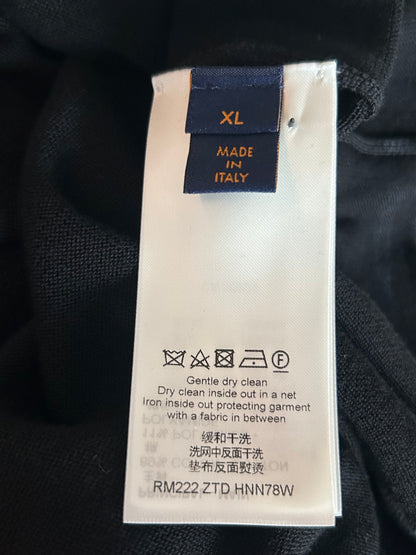 XL
MADE
IN
ITALY
Gentle dry clean
Dry clean inside out in a net
Iron inside out protecting garment
with a fabric in between
缓和干洗
洗网中反面干洗
垫布反面熨烫
RM222 ZTD HNN78W